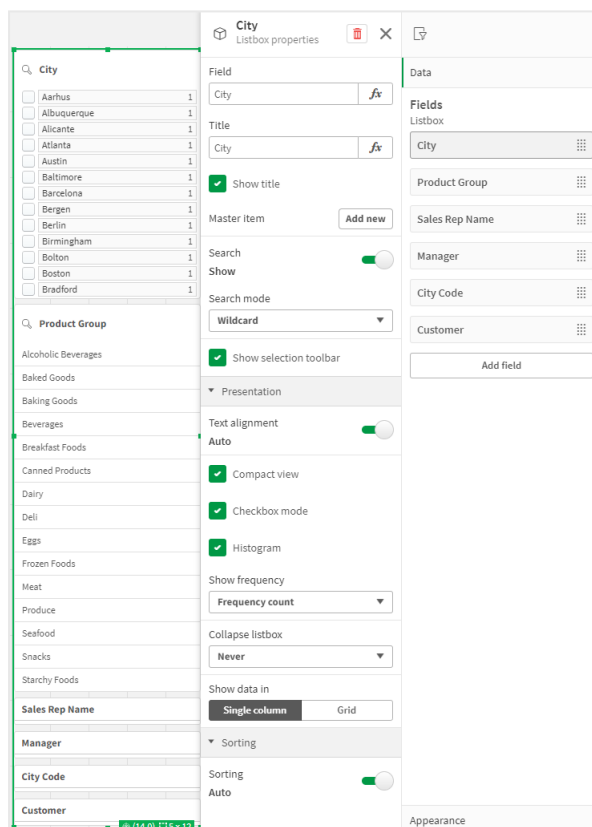 City
Aarhus 1
Albuquerque 1
Alicante 1
Atlanta 1
Austin 1
Baltimore 1
Barcelona 1
Bergen 1
Berlin 1
Birmingham 1
Bolton 1
Boston 1
Bradford 1
Product Group
Alcoholic Beverages
Baked Goods
Baking Goods
Beverages
Breakfast Foods
Canned Products
Dairy
Deli
Eggs
Frozen Foods
Meat
Produce
Seafood
Snacks
Starchy Foods
Sales Rep Name
Manager
City Code
Customer
City
Listbox properties
Field
City
fx
Title
City
fx
Show title
Master item
Add new
Search
Show
Search mode
Wildcard
Show selection toolbar
Presentation
Text alignment
Auto
Compact view
Checkbox mode
Histogram
Show frequency
Frequency count
Collapse listbox
Never
Show data in
Single column
Grid
Sorting
Sorting
Auto
Data
Fields
Listbox
City
Product Group
Sales Rep Name
Manager
City Code
Customer
Add field
Appearance